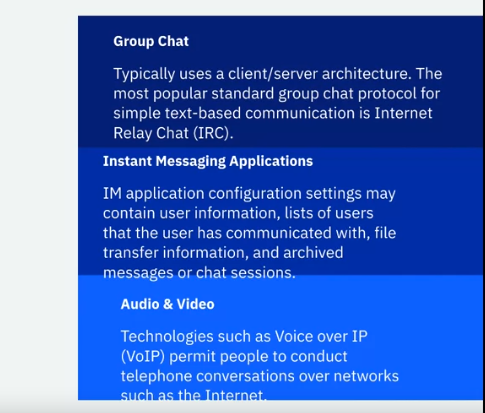 Group Chat
Typically uses a client/server architecture. The
most popular standard group chat protocol for
simple text-based communication is Internet
Relay Chat (IRC).
Instant Messaging Applications
IM application configuration settings may
contain user information, lists of users
that the user has communicated with, file
transfer information, and archived
messages or chat sessions.
Audio & Video
Technologies such as Voice over IP
(VoIP) permit people to conduct
telephone conversations over networks
such as the Internet.